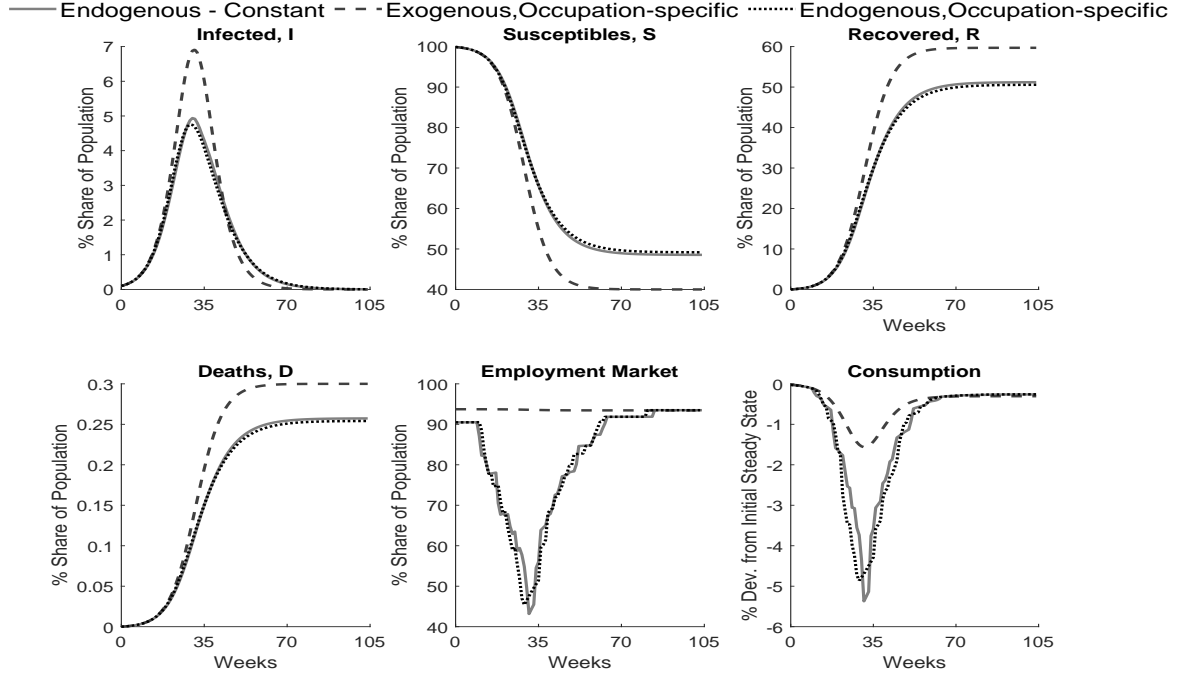 Endogenous - Constant Exogenous,Occupation-specific Endogenous,Occupation-specific
Infected, I
Susceptibles, S
Recovered, R
% Share of Population
7
6
5
4
3
2
1
0
0 35 70 105
% Share of Population
100
90
80
70
60
50
40
0 35 70 105
% Share of Population
60
50
40
30
20
10
0
0 35 70 105
Weeks
Deaths, D
Employment Market
Consumption
% Share of Population
0.3
0.25
0.2
0.15
0.1
0.05
0
0 35 70 105
Weeks
% Share of Population
100
90
80
70
60
50
40
0 35 70 105
Weeks
% Dev. from Initial Steady State
0
-1
-2
-3
-4
-5
-6
0 35 70 105
Weeks